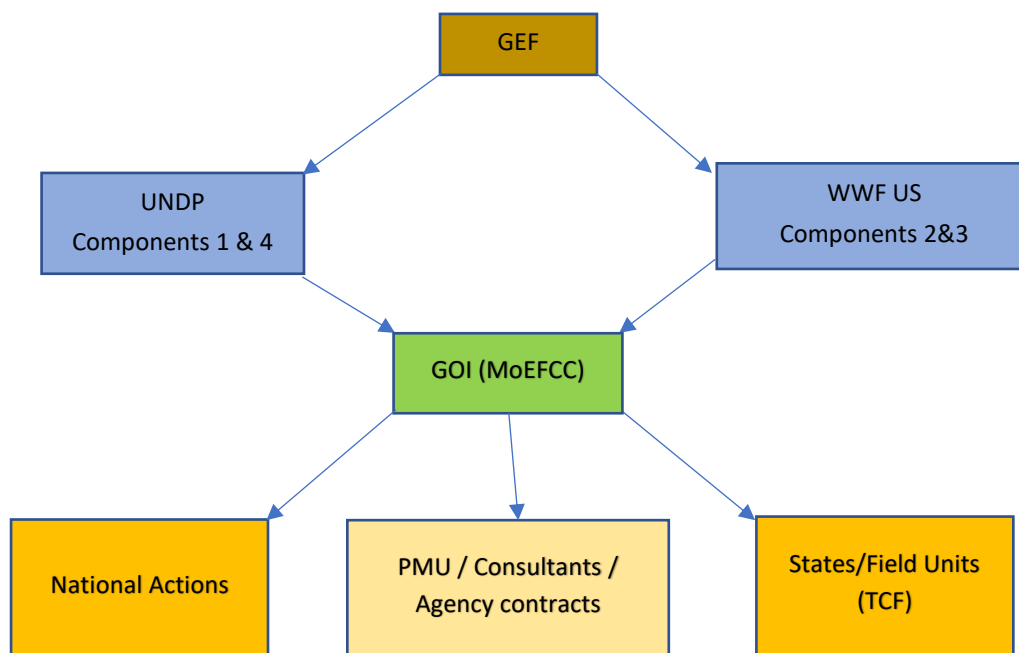 GEF
UNDP
Components 1 & 4
WWF US
Components 2&3
GOI (MoEFCC)
National Actions
PMU / Consultants /
Agency contracts
States/Field Units
(TCF)